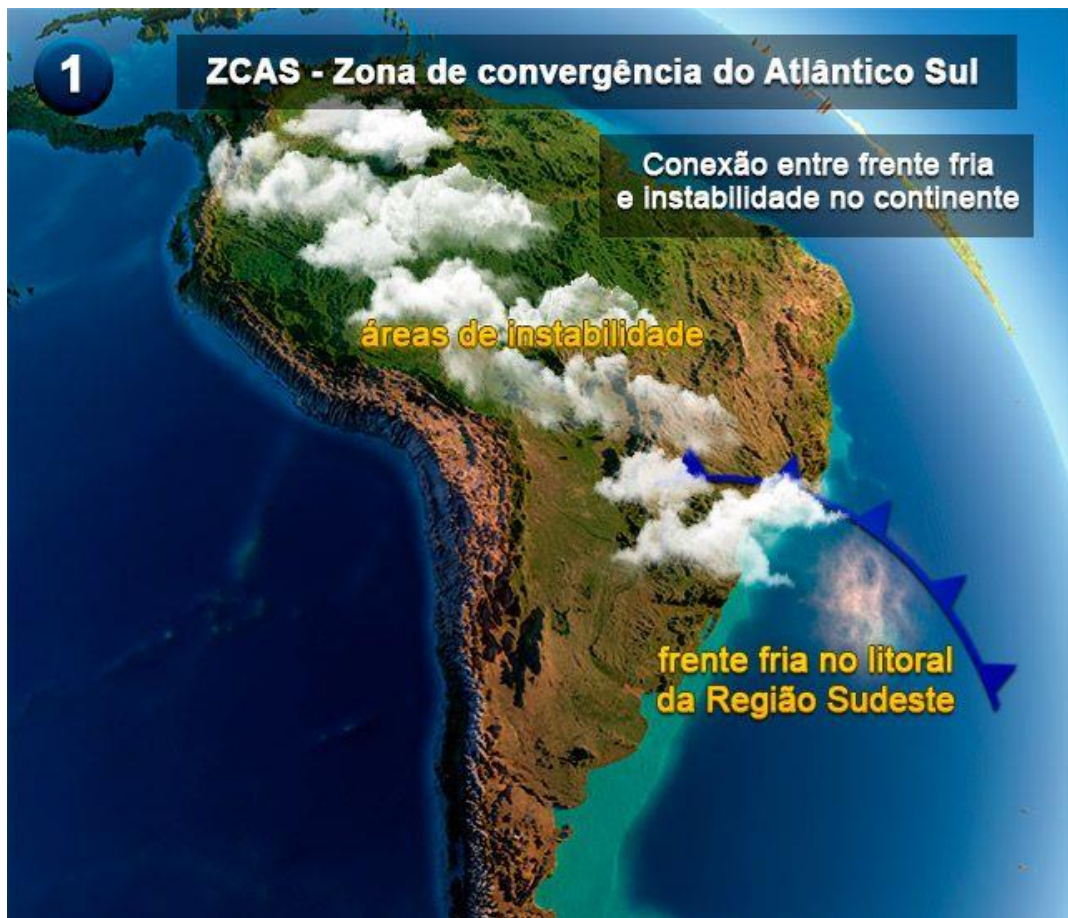 1
ZCAS - Zona de convergência do Atlântico Sul
Conexão entre frente fria
e instabilidade no continente
áreas de instabilidade
frente fria no litoral
da Região Sudeste